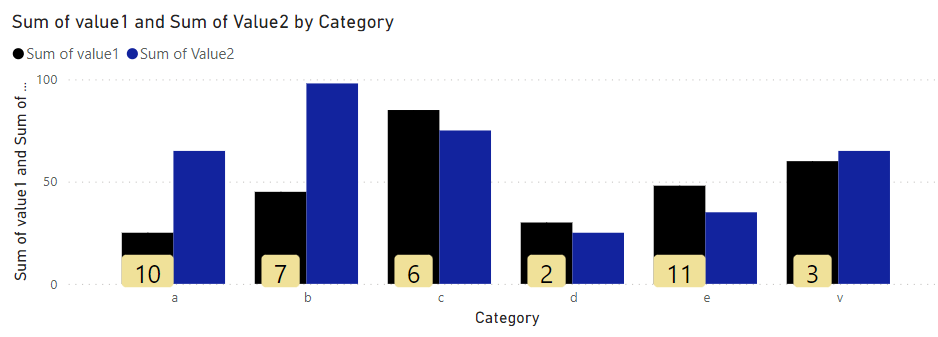 Sum of value1 and Sum of Value2 by Category
Sum of value1 Sum of Value2
Sum of value1 and Sum of ...
100
50
0
10 7 6 2 11 3
a b c d e v
Category